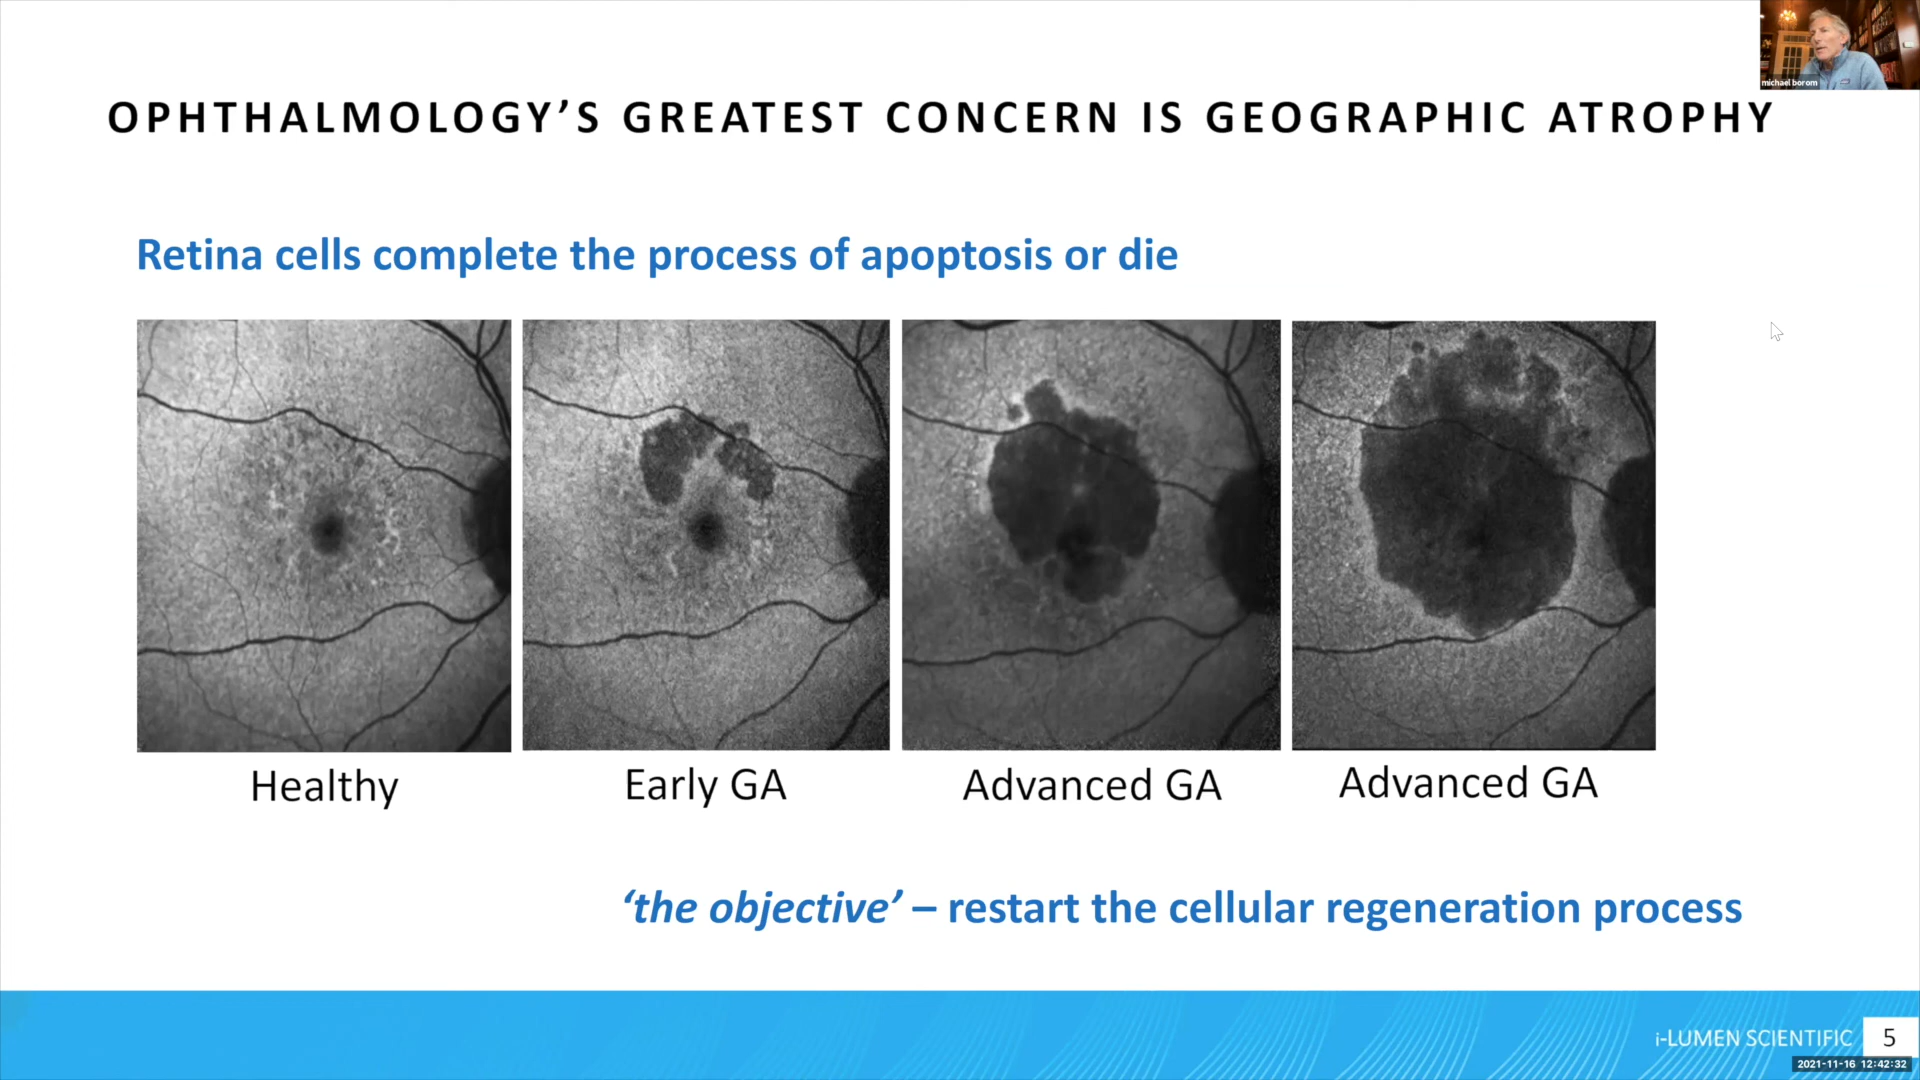 michael borom
OPHTHALMOLOGY'S GREATEST CONCERN IS GEOGRAPHIC ATROPHY
Retina cells complete the process of apoptosis or die
Healthy
Early GA
Advanced GA
Advanced GA
‘the objective’ – restart the cellular regeneration process
i-LUMEN SCIENTIFIC
5
2021-11-16 12:42:32